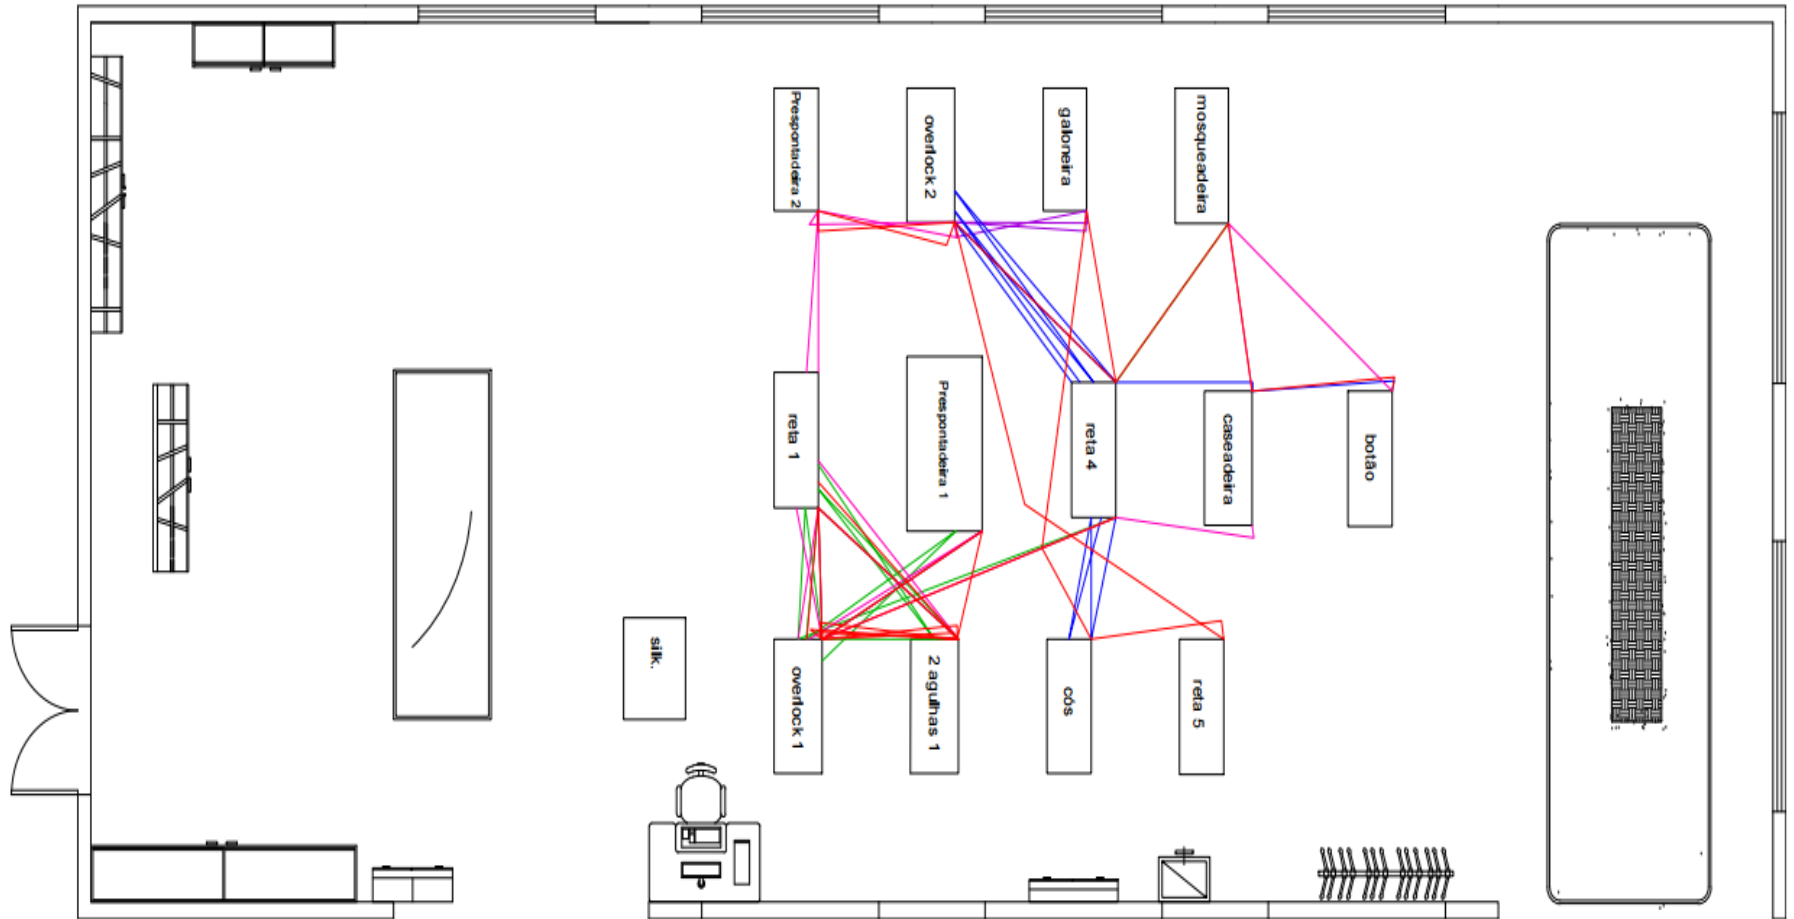 Prespontadeira 2
overlock 2
galoneira
mosqueadeira
reta 1
Prespontadeira 1
reta 4
caseadeira
botão
silk.
overlock 1
2 agulhas 1
cós
reta 5